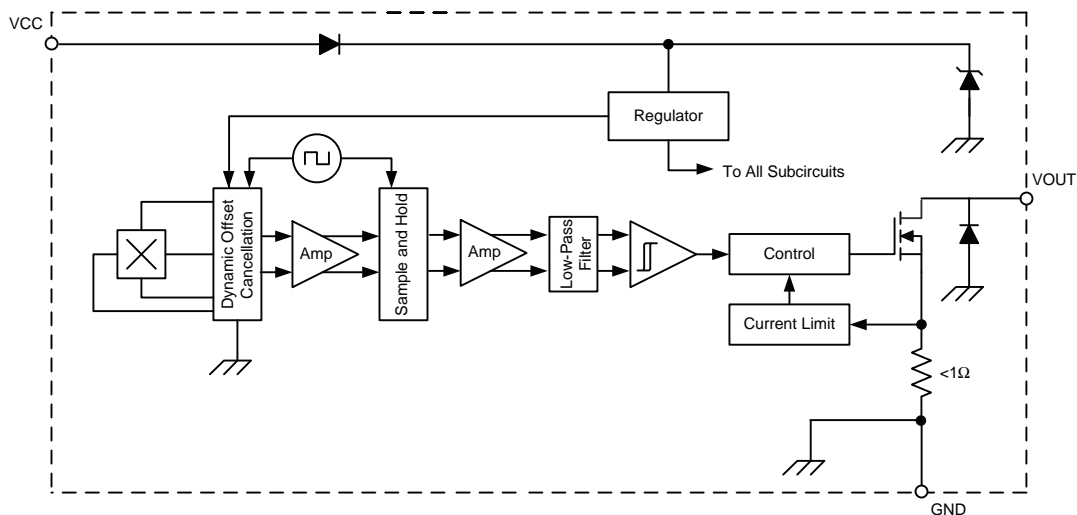 VCC
Regulator
To All Subcircuits
VOUT
Dynamic Offset
Cancellation
Amp
Sample and Hold
Amp
Low-Pass
Filter
Control
Current Limit
<1Ω
GND